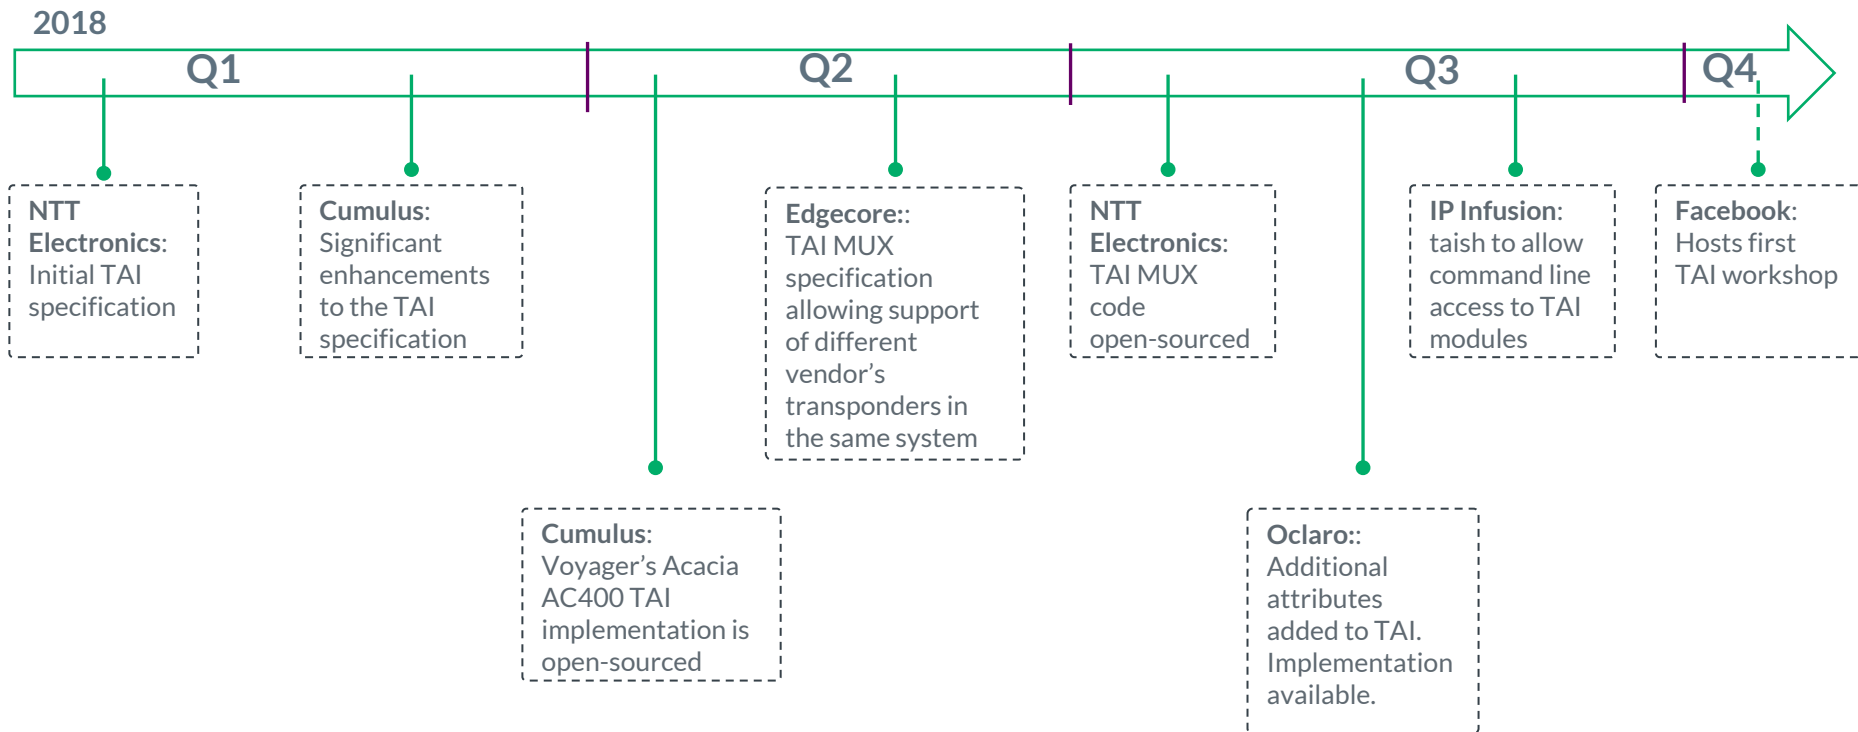 2018
Q1
Q2
Q3
Q4
NTT
Electronics:
Initial TAI
specification
Cumulus:
Significant
enhancements
to the TAI
specification
Cumulus:
Voyager’s Acacia
AC400 TAI
implementation is
open-sourced
Edgecore::
TAI MUX
specification
allowing support
of different
vendor’s
transponders in
the same system
NTT
Electronics:
TAI MUX
code
open-sourced
Oclaro::
Additional
attributes
added to TAI.
Implementation
available.
IP Infusion:
taish to allow
command line
access to TAI
modules
Facebook:
Hosts first
TAI workshop